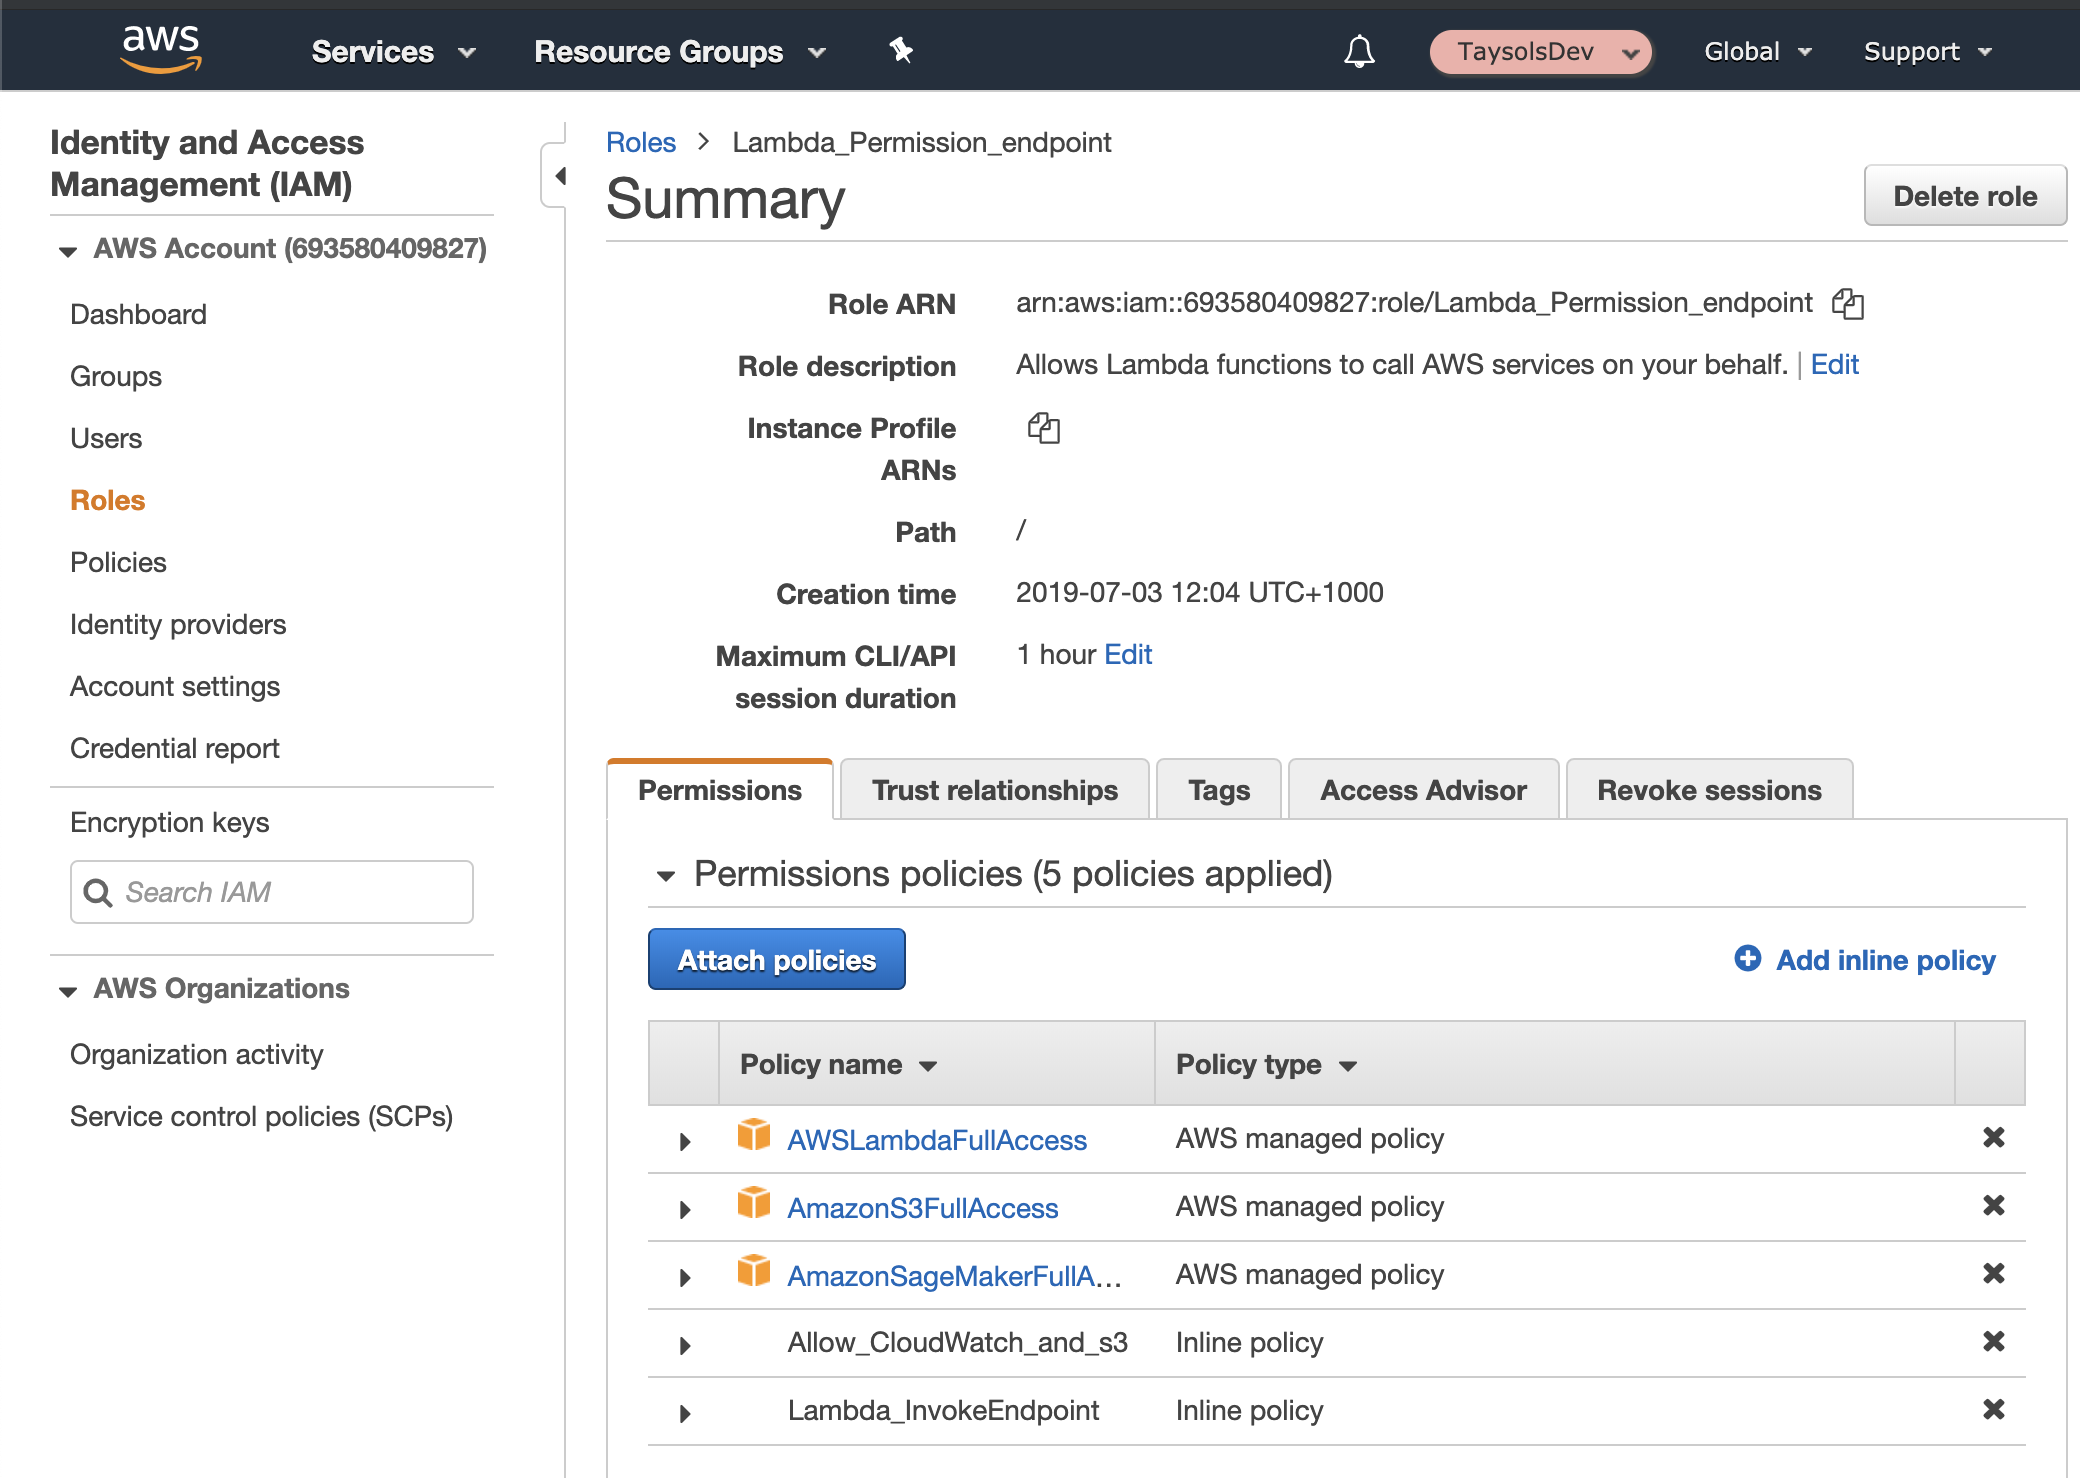 aws
Services
Resource Groups
TaysolsDev
Global
Support
Identity and Access
Management (IAM)
AWS Account (693580409827)
Dashboard
Groups
Users
Roles
Policies
Identity providers
Account settings
Credential report
Encryption keys
Search IAM
AWS Organizations
Organization activity
Service control policies (SCPs)
Roles > Lambda_Permission_endpoint
Summary
Delete role
Role ARN arn:aws:iam::693580409827:role/Lambda_Permission_endpoint
Role description Allows Lambda functions to call AWS services on your behalf. | Edit
Instance Profile
ARNs
Path /
Creation time 2019-07-03 12:04 UTC+1000
Maximum CLI/API 1 hour Edit
session duration
Permissions
Trust relationships
Tags
Access Advisor
Revoke sessions
Permissions policies (5 policies applied)
Attach policies
Add inline policy
Policy name Policy type
AWSLambdaFullAccess AWS managed policy
AmazonS3FullAccess AWS managed policy
AmazonSageMakerFullA... AWS managed policy
Allow_CloudWatch_and_s3 Inline policy
Lambda_InvokeEndpoint Inline policy